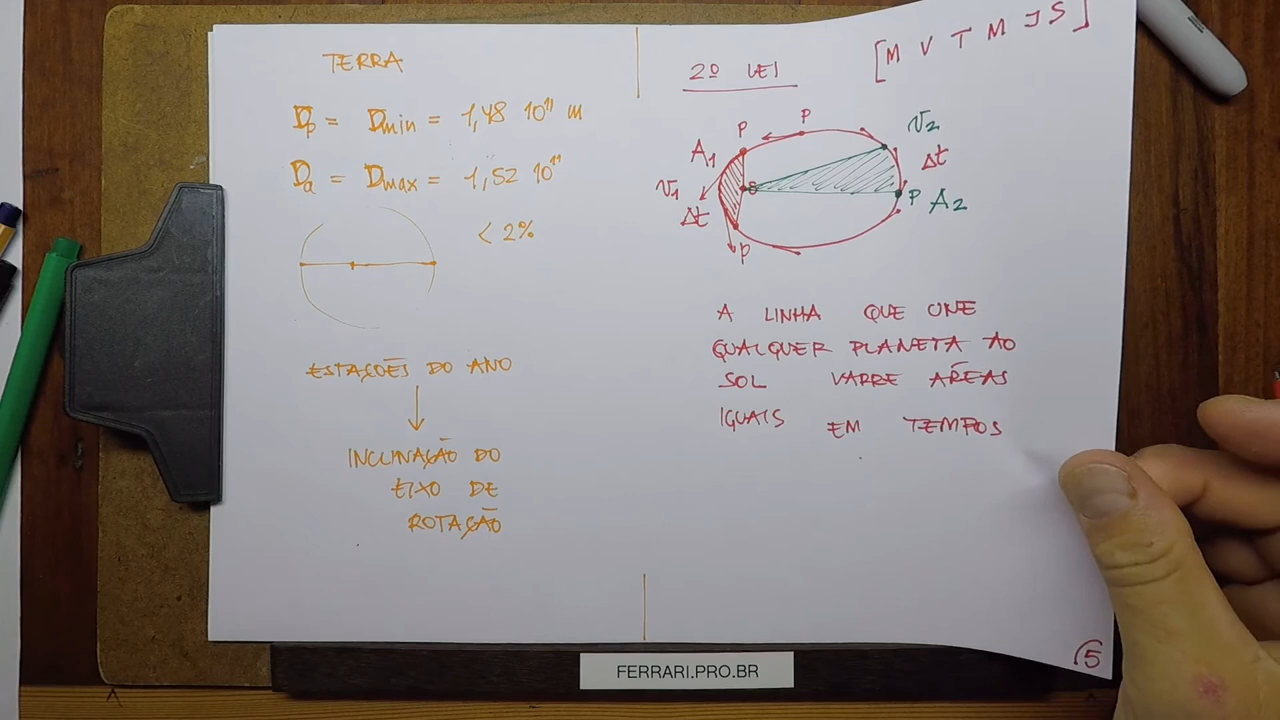 TERRA
Dp = Dmin = 1,48 10¹¹ m
Da = Dmax = 1,52 10¹¹
< 2%
ESTAÇÕES DO ANO
INCLINAÇÃO DO
EIXO DE
ROTAÇÃO
[M V T M J S]
2º LEI
P
P
v2
A1
Δt
v1
S
P A2
Δt
P
A LINHA QUE UNE
QUALQUER PLANETA AO
SOL VARRE ÁREAS
IGUAIS EM TEMPOS
5
FERRARI.PRO.BR